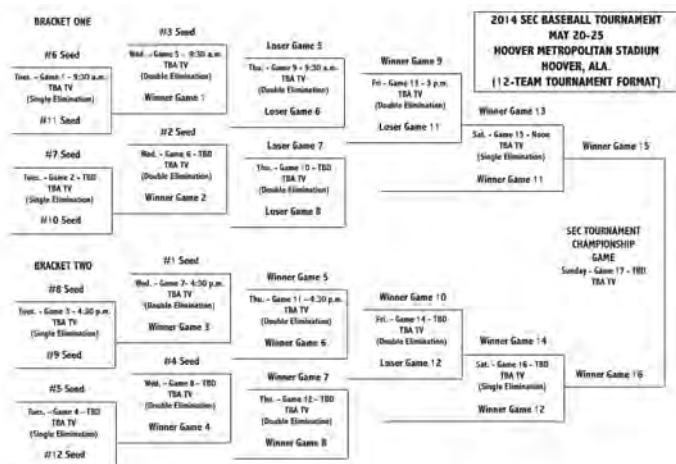 2014 SEC BASEBALL TOURNAMENT
MAY 20-25
HOOVER METROPOLITAN STADIUM
HOOVER, ALA.
(12-TEAM TOURNAMENT FORMAT)
BRACKET ONE
#6 Seed
Tues. - Game 1 - 9:30 a.m.
TBA TV
(Single Elimination)
#11 Seed
#7 Seed
Tues. - Game 2 - TBD
TBA TV
(Single Elimination)
#10 Seed
#3 Seed
Wed. - Game 5 - 9:30 a.m.
TBA TV
(Double Elimination)
Winner Game 1
#2 Seed
Wed. - Game 6 - TBD
TBA TV
(Double Elimination)
Winner Game 2
Loser Game 5
Thu. - Game 9 - 9:30 a.m.
TBA TV
(Double Elimination)
Loser Game 6
Loser Game 7
Thu. - Game 10 - TBD
TBA TV
(Double Elimination)
Loser Game 8
Winner Game 9
Fri - Game 13 - 3 p.m.
TBA TV
(Double Elimination)
Loser Game 11
Winner Game 13
Sat. - Game 15 - Noon
TBA TV
(Single Elimination)
Winner Game 11
Winner Game 15
SEC TOURNAMENT
CHAMPIONSHIP
GAME
Sunday - Game 17 - TBD
TBA TV
BRACKET TWO
#8 Seed
Tues. - Game 3 - 4:30 p.m.
TBA TV
(Single Elimination)
#9 Seed
#5 Seed
Tues. - Game 4 - TBD
TBA TV
(Single Elimination)
#12 Seed
#1 Seed
Wed. - Game 7- 4:30 p.m.
TBA TV
(Double Elimination)
Winner Game 3
#4 Seed
Wed. - Game 8 - TBD
TBA TV
(Double Elimination)
Winner Game 4
Winner Game 5
Thu. - Game 11 - 4:30 p.m.
TBA TV
(Double Elimination)
Winner Game 6
Winner Game 7
Thu. - Game 12 - TBD
TBA TV
(Double Elimination)
Winner Game 8
Winner Game 10
Fri. - Game 14 - TBD
TBA TV
(Double Elimination)
Loser Game 12
Winner Game 14
Sat. - Game 16 - TBD
TBA TV
(Single Elimination)
Winner Game 12
Winner Game 16